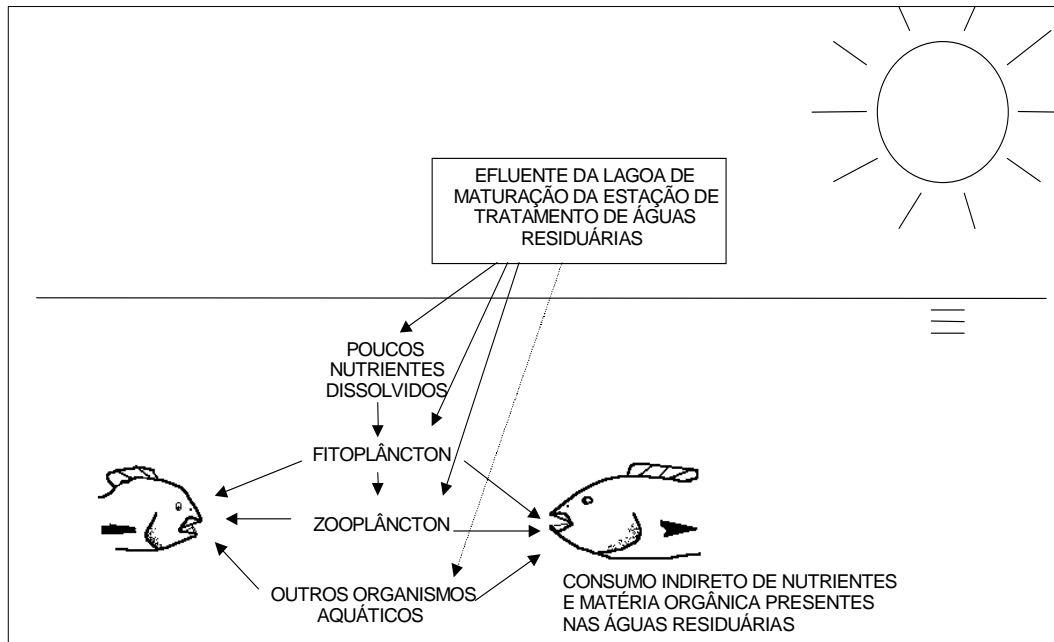 EFLUENTE DA LAGOA DE
MATURAÇÃO DA ESTAÇÃO DE
TRATAMENTO DE ÁGUAS
RESIDUÁRIAS
POUCOS
NUTRIENTES
DISSOLVIDOS
FITOPLÂNCTON
ZOOPLÂNCTON
OUTROS ORGANISMOS
AQUÁTICOS
CONSUMO INDIRETO DE NUTRIENTES
E MATÉRIA ORGÂNICA PRESENTES
NAS ÁGUAS RESIDUÁRIAS